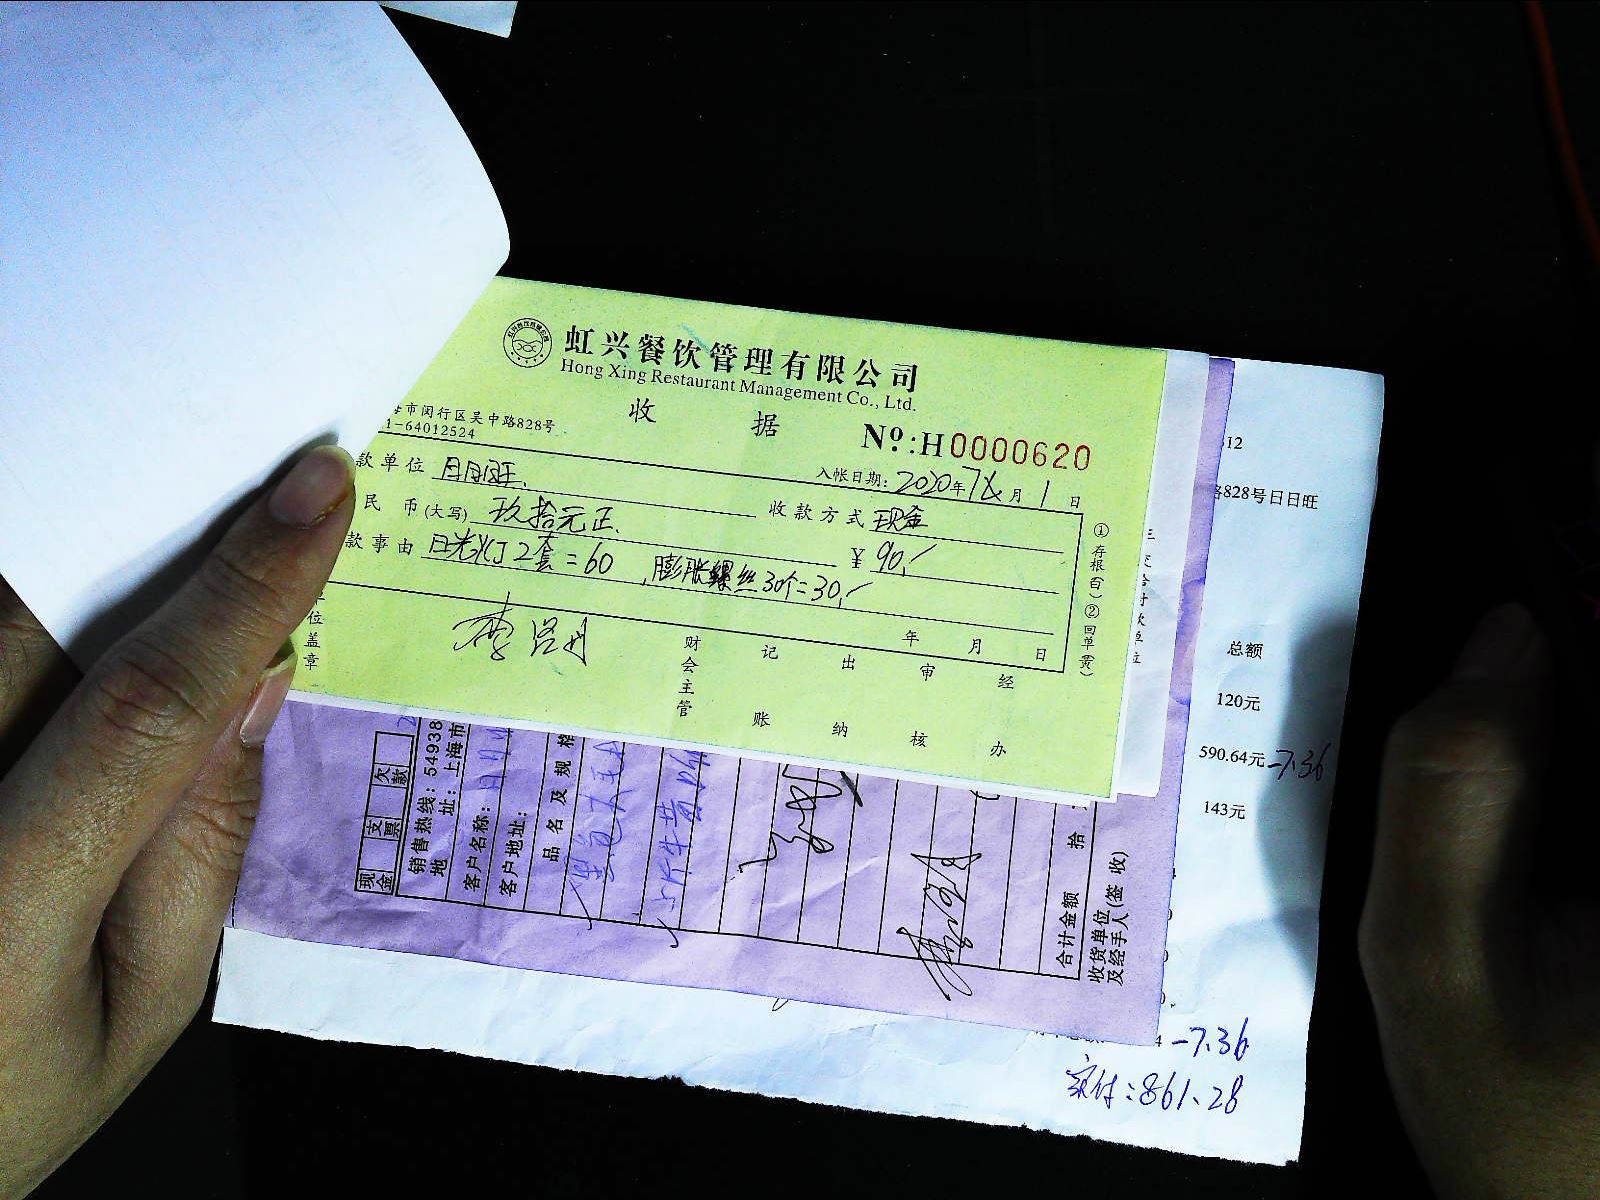 虹兴餐饮管理有限公司
Hong Xing Restaurant Management Co., Ltd.
收 据
市闵行区吴中路828号
1-64012524
No:H0000620
入帐日期: 2020年 月 1 日
款单位 日日旺.
收款方式 现金
民 币(大写) 玖拾元正.
¥ 90./
款事由 日光灯2套=60 ,膨胀螺丝30个=30./
年 月 日
位盖章
财会主管
记账
出纳
审核
经办
①存根(白) ②回单(黄)
现金 支票 欠款
销售热线: 54938
地 址: 上海市
客户名称:
客户地址:
品名及规格
合计金额 拾
收货单位(签 收)
及经手人
12
828号日日旺
总额
120元
590.64元 -7.36
143元
4 -7.36
实付: 861.28